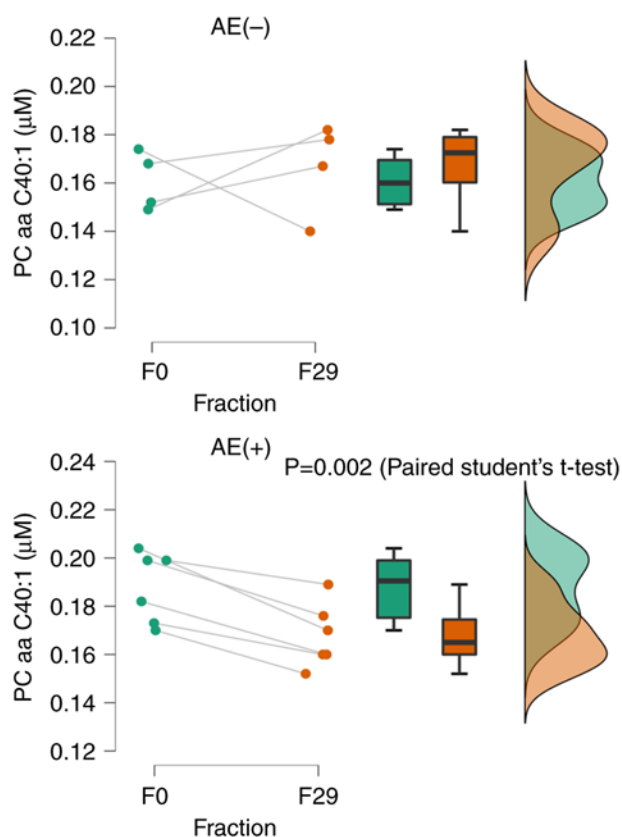 AE(–)
PC aa C40:1 (μM)
0.22
0.20
0.18
0.16
0.14
0.12
0.10
F0
F29
Fraction
AE(+)
P=0.002 (Paired student's t-test)
PC aa C40:1 (μM)
0.24
0.22
0.20
0.18
0.16
0.14
0.12
F0
F29
Fraction